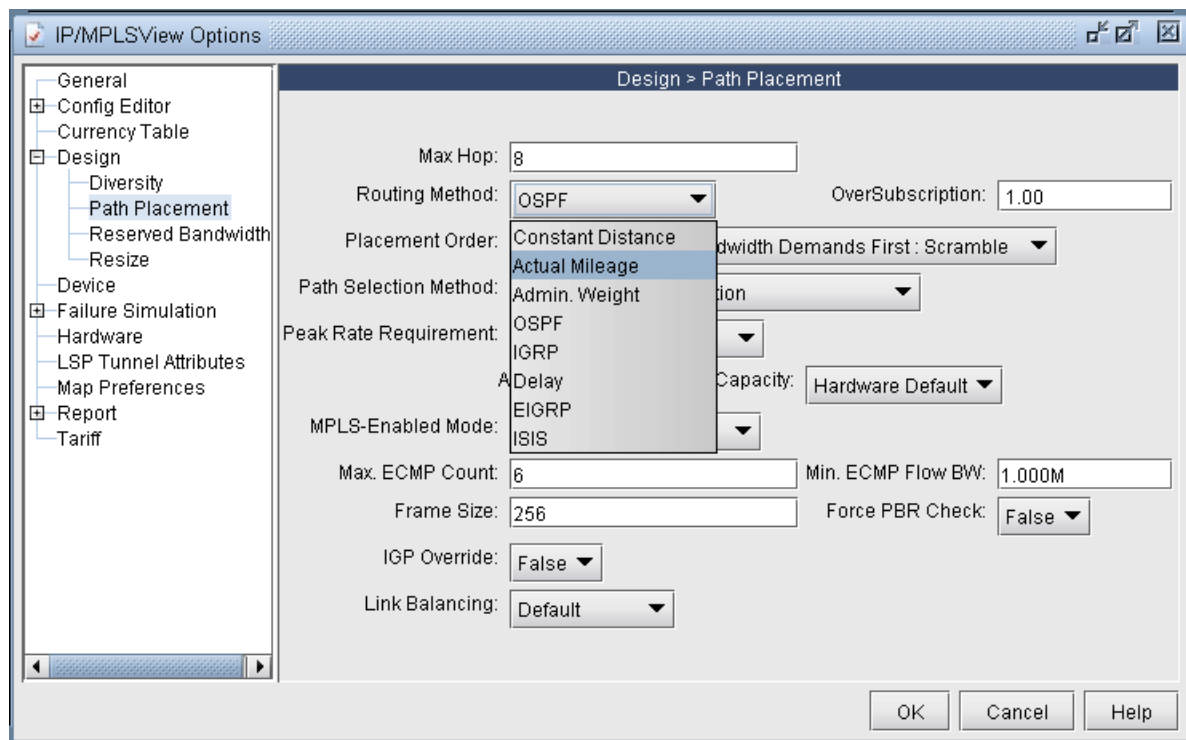 IP/MPLSView Options
General
Config Editor
Currency Table
Design
Diversity
Path Placement
Reserved Bandwidth
Resize
Device
Failure Simulation
Hardware
LSP Tunnel Attributes
Map Preferences
Report
Tariff
Design > Path Placement
Max Hop: 8
Routing Method: OSPF OverSubscription: 1.00
Constant Distance
Actual Mileage
Admin. Weight
OSPF
IGRP
Delay
EIGRP
ISIS
Placement Order: Demands First : Scramble
Path Selection Method:
Peak Rate Requirement:
Capacity: Hardware Default
MPLS-Enabled Mode:
Max. ECMP Count: 6 Min. ECMP Flow BW: 1.000M
Frame Size: 256 Force PBR Check: False
IGP Override: False
Link Balancing: Default
OK Cancel Help